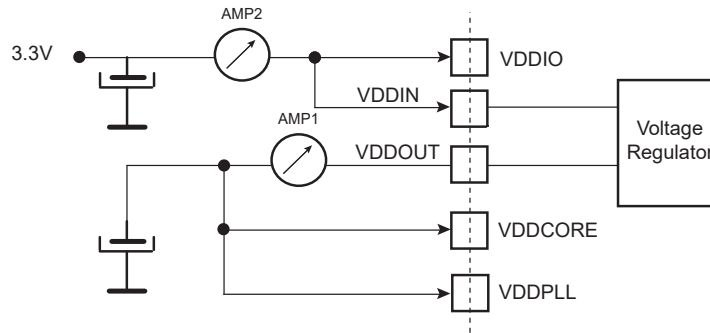 AMP2
3.3V
VDDIO
VDDIN
AMP1
VDDOUT
Voltage
Regulator
VDDCORE
VDDPLL